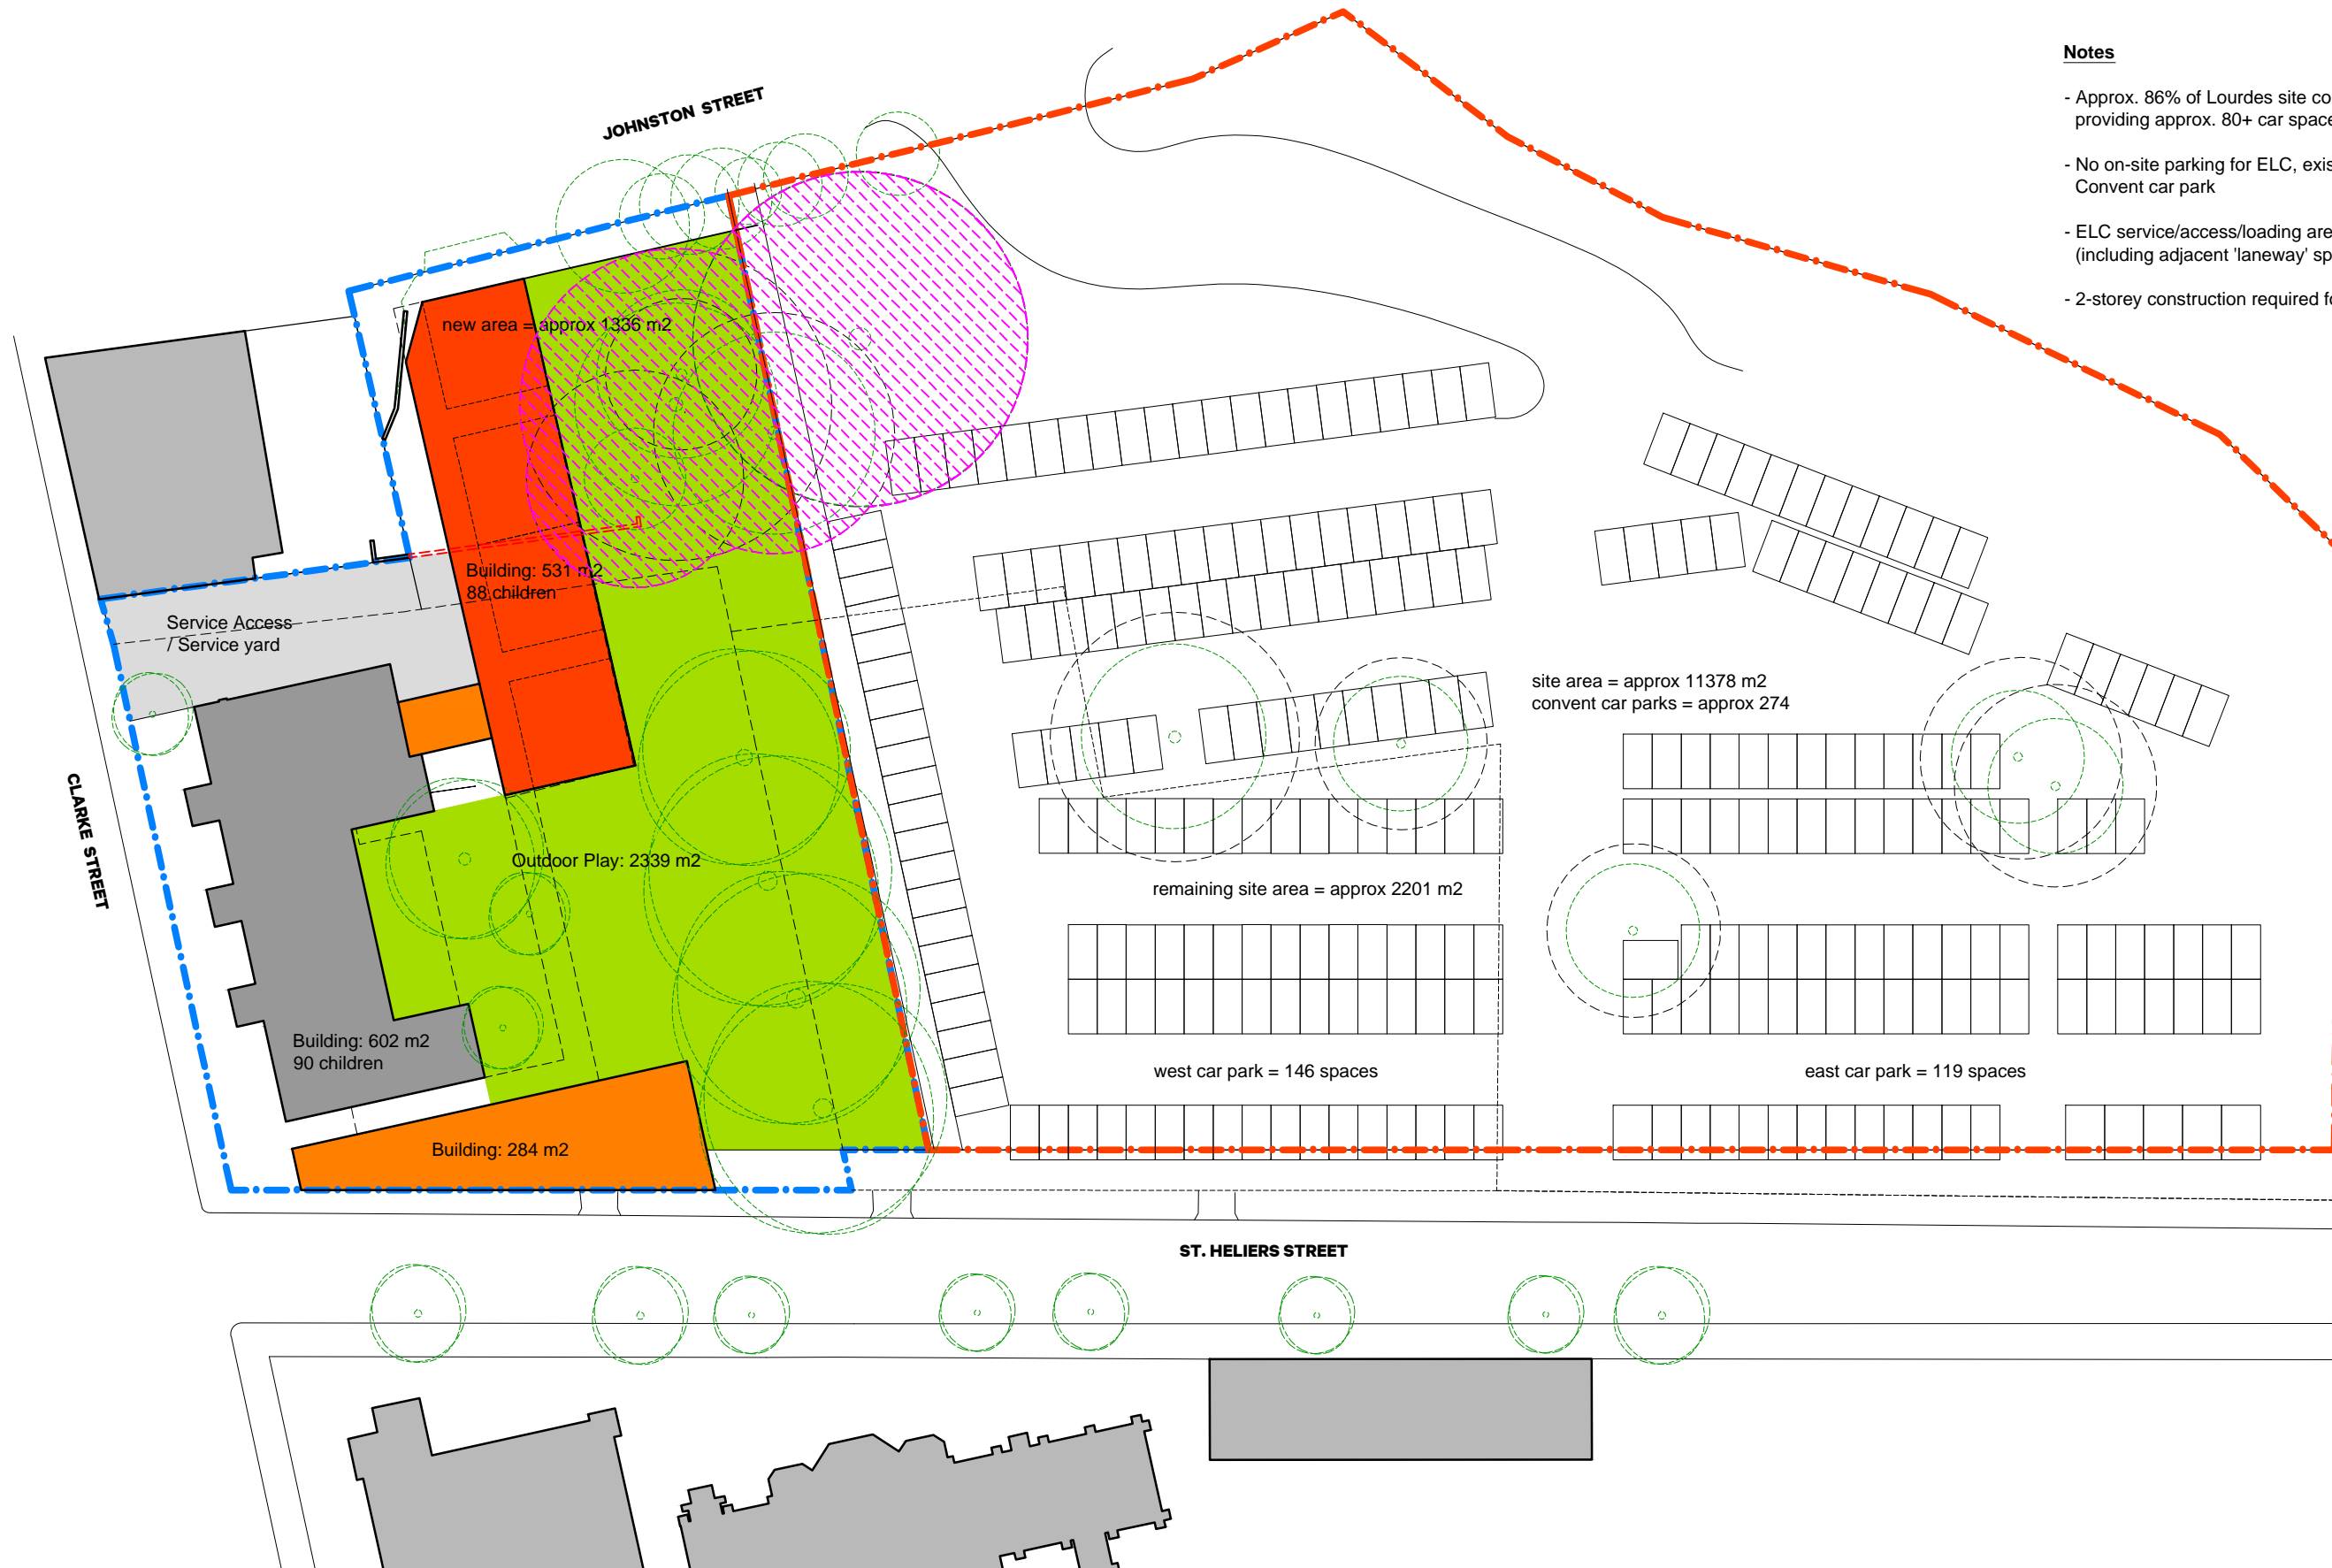 Notes
- Approx. 86% of Lourdes site co
providing approx. 80+ car space
- No on-site parking for ELC, exis
Convent car park
- ELC service/access/loading are
(including adjacent 'laneway' sp
- 2-storey construction required fo
JOHNSTON STREET
new area = approx 1336 m2
Building: 531 m2
88 children
Service Access
/ Service yard
site area = approx 11378 m2
convent car parks = approx 274
CLARKE STREET
Outdoor Play: 2339 m2
remaining site area = approx 2201 m2
Building: 602 m2
90 children
west car park = 146 spaces
east car park = 119 spaces
Building: 284 m2
ST. HELIERS STREET